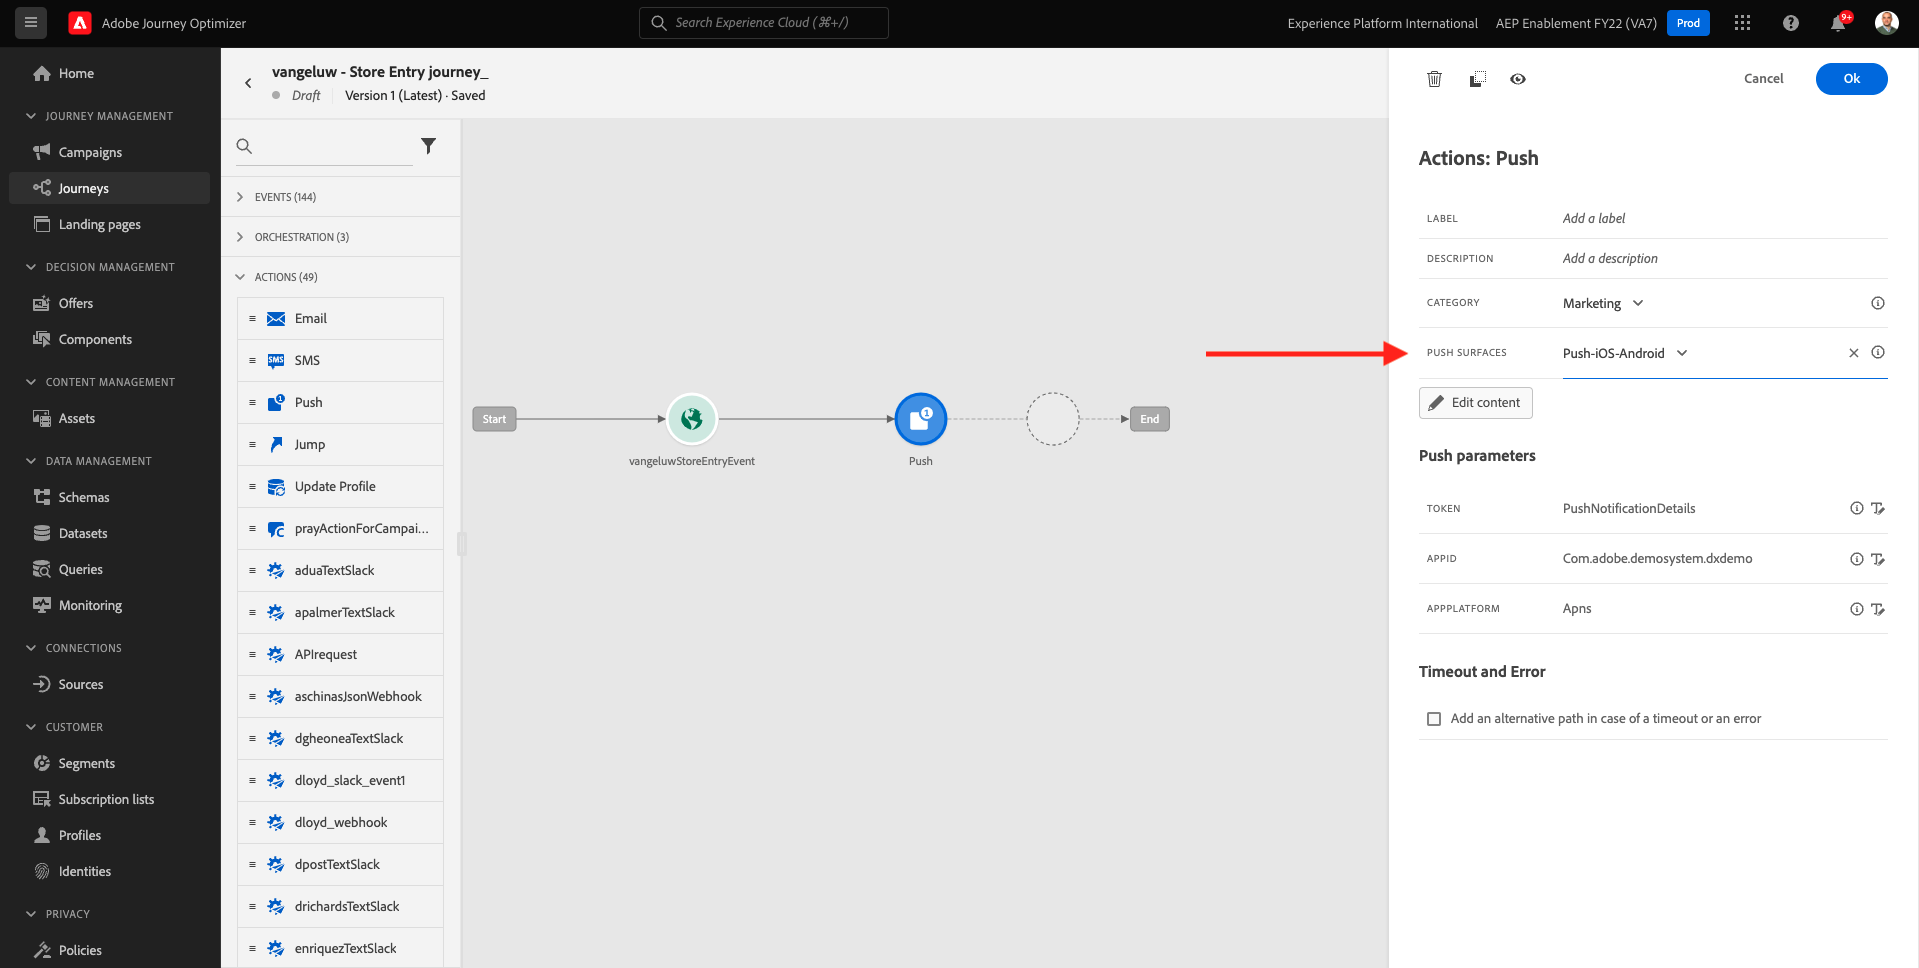 Adobe Journey Optimizer
Search Experience Cloud (⌘+/)
Experience Platform International
AEP Enablement FY22 (VA7)
Prod
9+
Home
JOURNEY MANAGEMENT
Campaigns
Journeys
Landing pages
DECISION MANAGEMENT
Offers
Components
CONTENT MANAGEMENT
Assets
DATA MANAGEMENT
Schemas
Datasets
Queries
Monitoring
CONNECTIONS
Sources
CUSTOMER
Segments
Subscription lists
Profiles
Identities
PRIVACY
Policies
vangeluw - Store Entry journey_
Draft
Version 1 (Latest) · Saved
EVENTS (144)
ORCHESTRATION (3)
ACTIONS (49)
Email
SMS
SMS
Push
Jump
Update Profile
prayActionForCampai...
aduaTextSlack
apalmerTextSlack
APIrequest
aschinasJsonWebhook
dgheoneaTextSlack
dloyd_slack_event1
dloyd_webhook
dpostTextSlack
drichardsTextSlack
enriquezTextSlack
Start
vangeluwStoreEntryEvent
1
Push
End
Cancel
Ok
Actions: Push
LABEL
Add a label
DESCRIPTION
Add a description
CATEGORY
Marketing
PUSH SURFACES
Push-iOS-Android
Edit content
Push parameters
TOKEN
PushNotificationDetails
APPID
Com.adobe.demosystem.dxdemo
APPPLATFORM
Apns
Timeout and Error
Add an alternative path in case of a timeout or an error